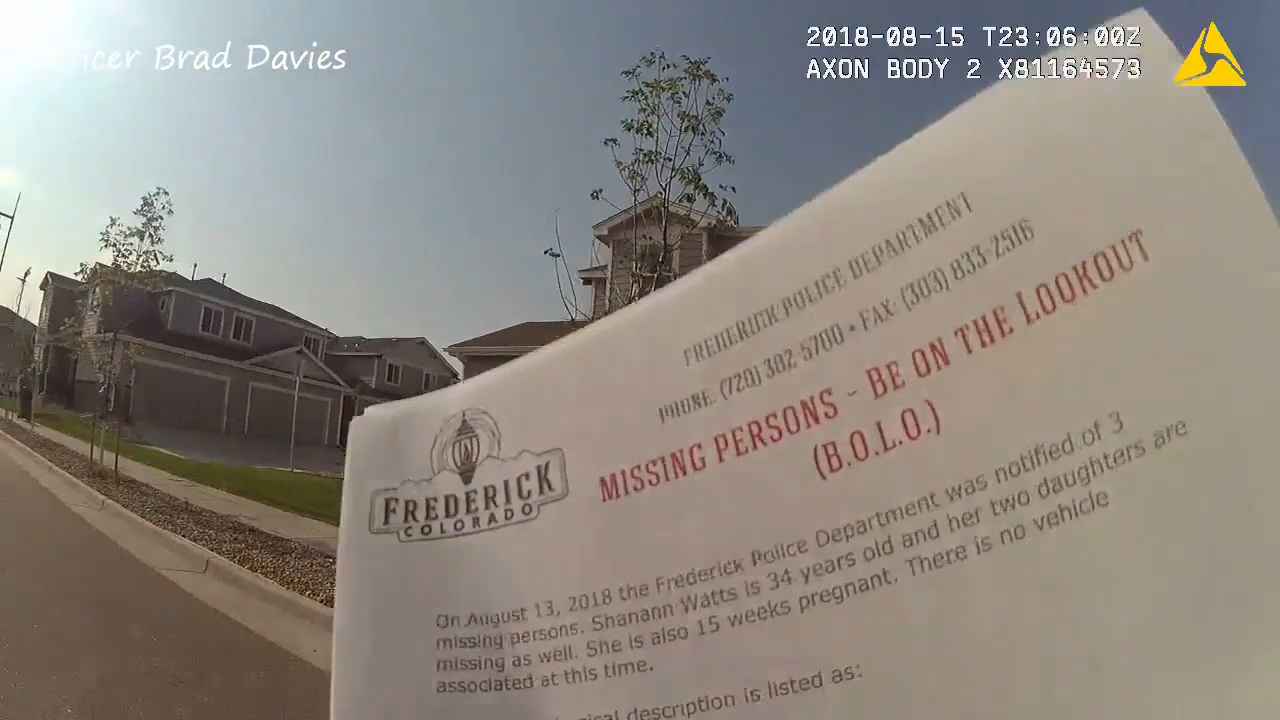 Officer Brad Davies
2018-08-15 T23:06:00Z
AXON BODY 2 X81164573
FREDERICK POLICE DEPARTMENT
PHONE: (720) 382-5700 • FAX: (303) 833-2516
MISSING PERSONS - BE ON THE LOOKOUT
(B.O.L.O.)
FREDERICK
COLORADO
On August 13, 2018 the Frederick Police Department was notified of 3
missing persons. Shanann Watts is 34 years old and her two daughters are
missing as well. She is also 15 weeks pregnant. There is no vehicle
associated at this time.
description is listed as: